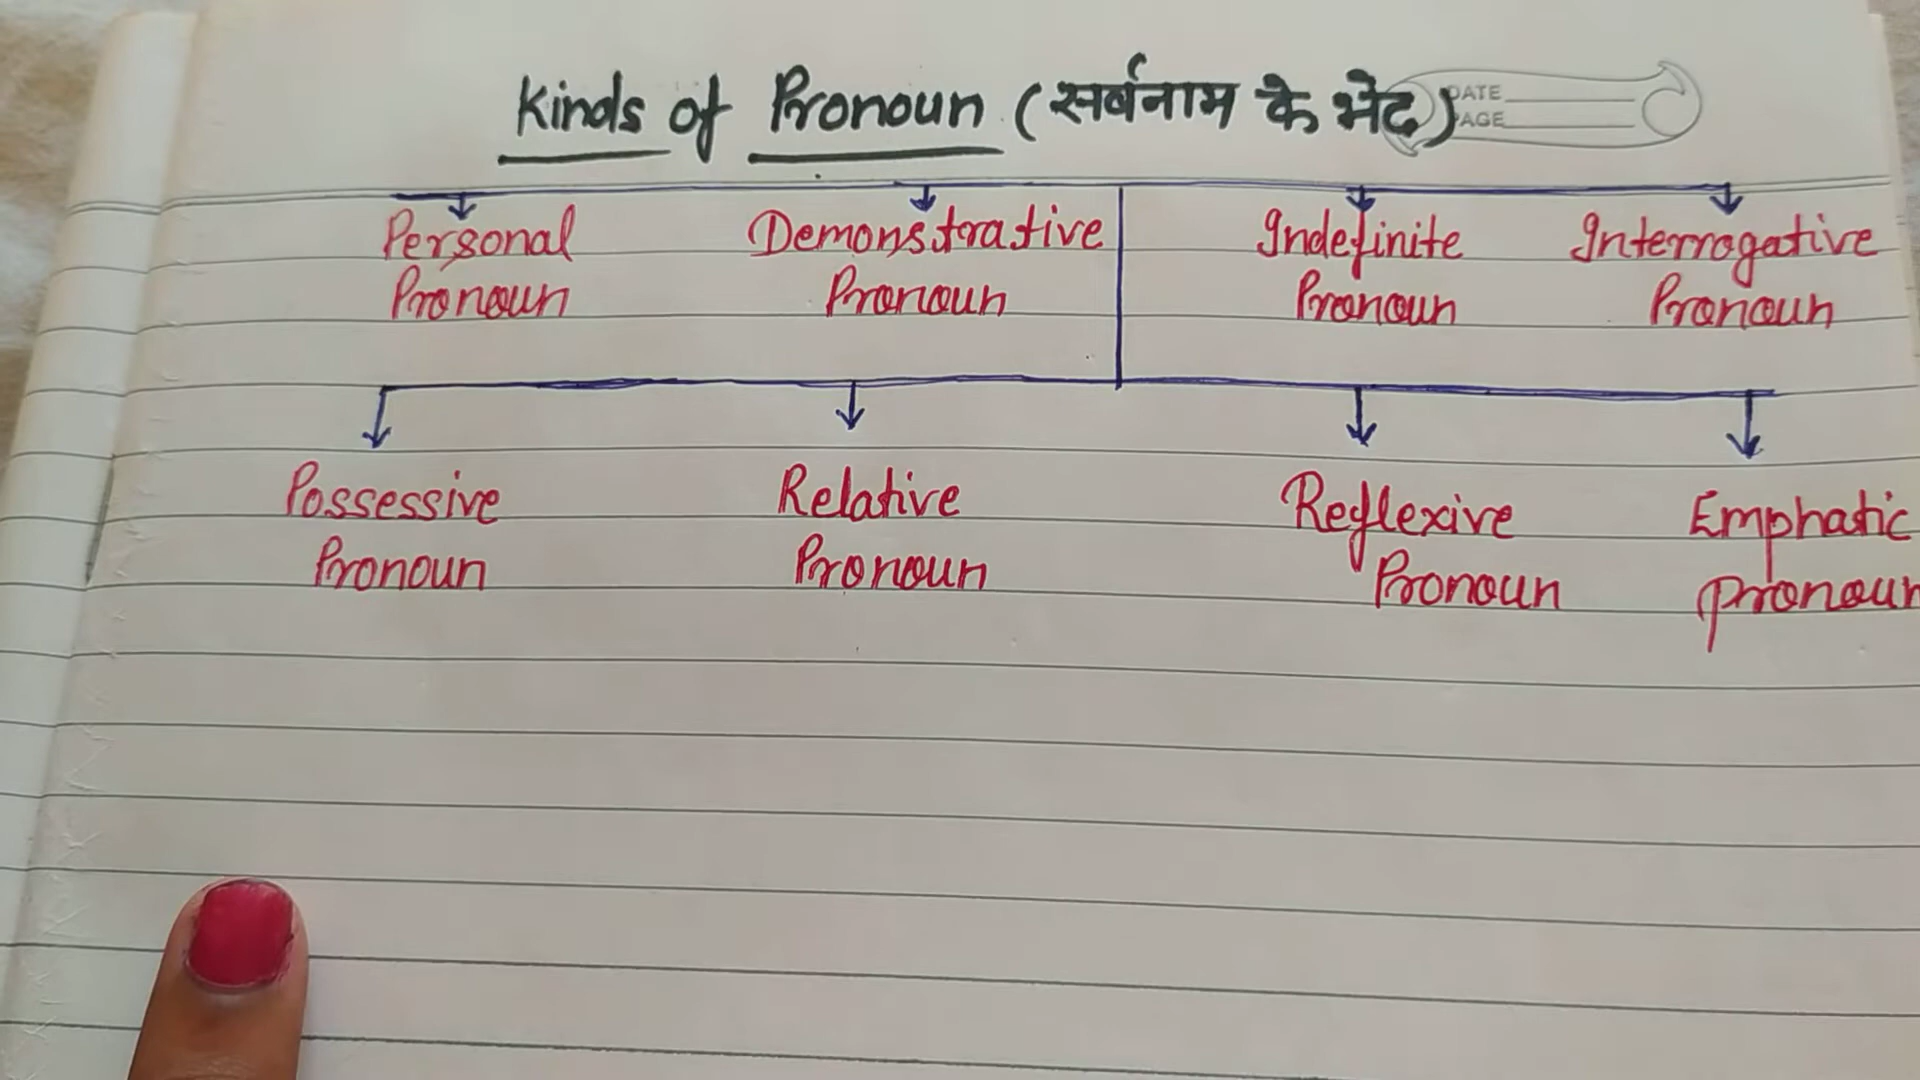 Kinds of Pronoun (सर्वनाम के भेद)
DATE
PAGE
Personal Pronoun
Demonstrative Pronoun
Indefinite Pronoun
Interrogative Pronoun
Possessive Pronoun
Relative Pronoun
Reflexive Pronoun
Emphatic Pronoun